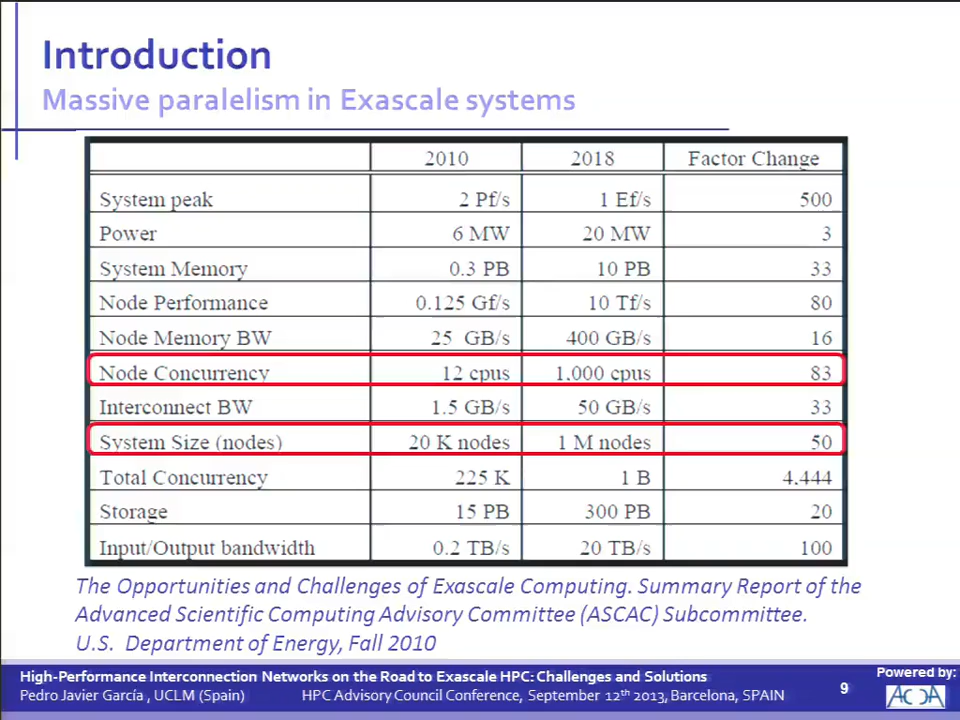 Introduction
Massive paralelism in Exascale systems
2010 2018 Factor Change
System peak 2 Pf/s 1 Ef/s 500
Power 6 MW 20 MW 3
System Memory 0.3 PB 10 PB 33
Node Performance 0.125 Gf/s 10 Tf/s 80
Node Memory BW 25 GB/s 400 GB/s 16
Node Concurrency 12 cpus 1,000 cpus 83
Interconnect BW 1.5 GB/s 50 GB/s 33
System Size (nodes) 20 K nodes 1 M nodes 50
Total Concurrency 225 K 1 B 4,444
Storage 15 PB 300 PB 20
Input/Output bandwidth 0.2 TB/s 20 TB/s 100
The Opportunities and Challenges of Exascale Computing. Summary Report of the
Advanced Scientific Computing Advisory Committee (ASCAC) Subcommittee.
U.S. Department of Energy, Fall 2010
High-Performance Interconnection Networks on the Road to Exascale HPC: Challenges and Solutions
Pedro Javier García , UCLM (Spain) HPC Advisory Council Conference, September 12th 2013, Barcelona, SPAIN
9
Powered by: